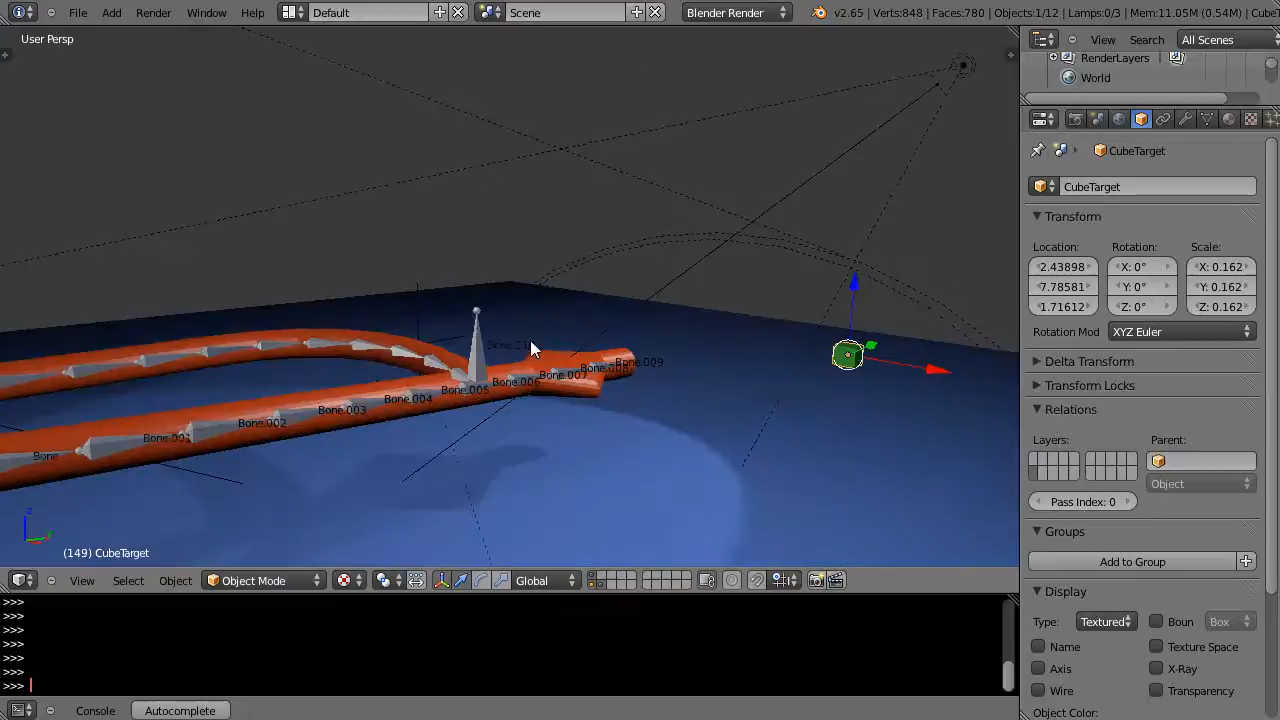 File Add Render Window Help Default Scene Blender Render v2.65 | Verts:848 | Faces:780 | Objects:1/12 | Lamps:0/3 | Mem:11.05M (0.54M) | CubeT
User Persp
View Search All Scenes
RenderLayers
World
CubeTarget
CubeTarget
Transform
Location: Rotation: Scale:
2.43898 X: 0° X: 0.162
7.78581 Y: 0° Y: 0.162
1.71612 Z: 0° Z: 0.162
Rotation Mod XYZ Euler
Delta Transform
Transform Locks
Relations
Layers: Parent:
Object
Pass Index: 0
Groups
Add to Group
Display
Type: Textured Boun Box
Name Texture Space
Axis X-Ray
Wire Transparency
Object Color:
Bone
Bone.001
Bone.002
Bone.003
Bone.004
Bone.005
Bone.006
Bone.007
Bone.008
Bone.009
z
y
(149) CubeTarget
View Select Object Object Mode Global
>>>
>>>
>>>
>>>
>>>
>>>
>>>
Console Autocomplete